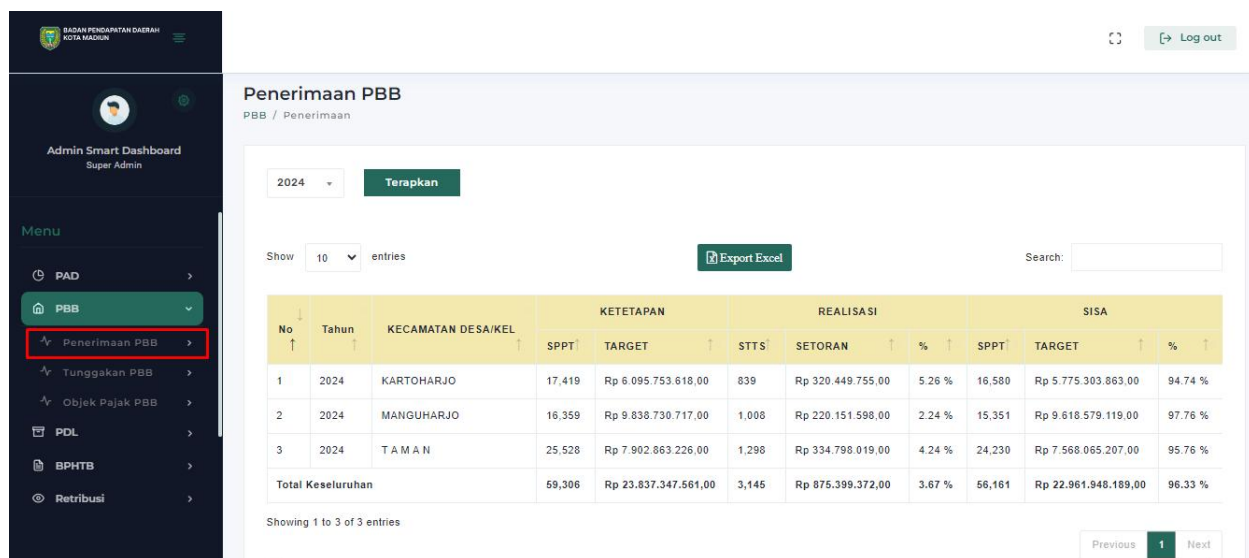 BADAN PENDAPATAN DAERAH
KOTA MADIUN
Log out
Admin Smart Dashboard
Super Admin
Menu
PAD
PBB
Penerimaan PBB
Tunggakan PBB
Objek Pajak PBB
PDL
BPHTB
Retribusi
Penerimaan PBB
PBB / Penerimaan
2024 Terapkan
Show 10 entries Export Excel Search:
No Tahun KECAMATAN DESA/KEL KETETAPAN REALISASI SISA
SPPT TARGET STTS SETORAN % SPPT TARGET %
1 2024 KARTOHARJO 17,419 Rp 6.095.753.618,00 839 Rp 320.449.755,00 5.26 % 16,580 Rp 5.775.303.863,00 94.74 %
2 2024 MANGUHARJO 16,359 Rp 9.838.730.717,00 1,008 Rp 220.151.598,00 2.24 % 15,351 Rp 9.618.579.119,00 97.76 %
3 2024 T A M A N 25,528 Rp 7.902.863.226,00 1,298 Rp 334.798.019,00 4.24 % 24,230 Rp 7.568.065.207,00 95.76 %
Total Keseluruhan 59,306 Rp 23.837.347.561,00 3,145 Rp 875.399.372,00 3.67 % 56,161 Rp 22.961.948.189,00 96.33 %
Showing 1 to 3 of 3 entries
Previous 1 Next